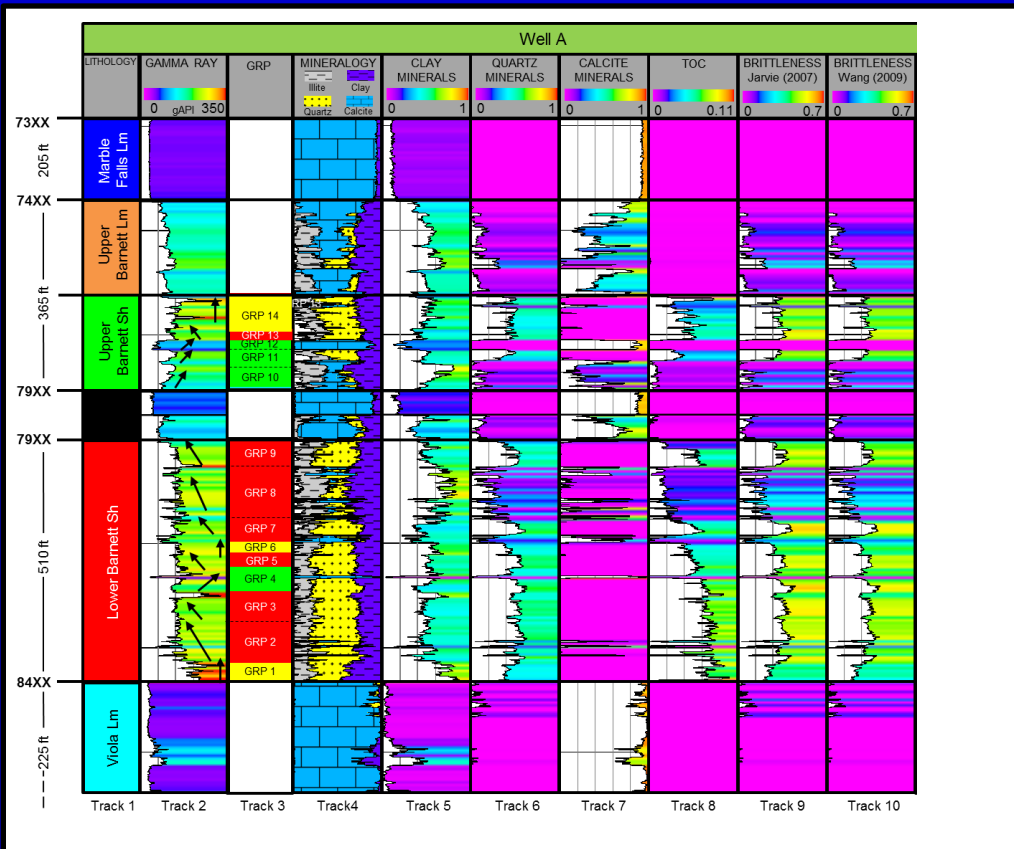 Well A
LITHOLOGY
GAMMA RAY
0 gAPI 350
GRP
MINERALOGY
Illite Clay
Quartz Calcite
CLAY
MINERALS
0 1
QUARTZ
MINERALS
0 1
CALCITE
MINERALS
0 1
TOC
0 0.11
BRITTLENESS
Jarvie (2007)
0 0.7
BRITTLENESS
Wang (2009)
0 0.7
73XX
205 ft
Marble
Falls Lm
74XX
Upper
Barnett Lm
365 ft
Upper
Barnett Sh
GRP 14
GRP 13
GRP 12
GRP 11
GRP 10
79XX
79XX
Lower Barnett Sh
510 ft
GRP 9
GRP 8
GRP 7
GRP 6
GRP 5
GRP 4
GRP 3
GRP 2
GRP 1
84XX
Viola Lm
225 ft
Track 1
Track 2
Track 3
Track4
Track 5
Track 6
Track 7
Track 8
Track 9
Track 10